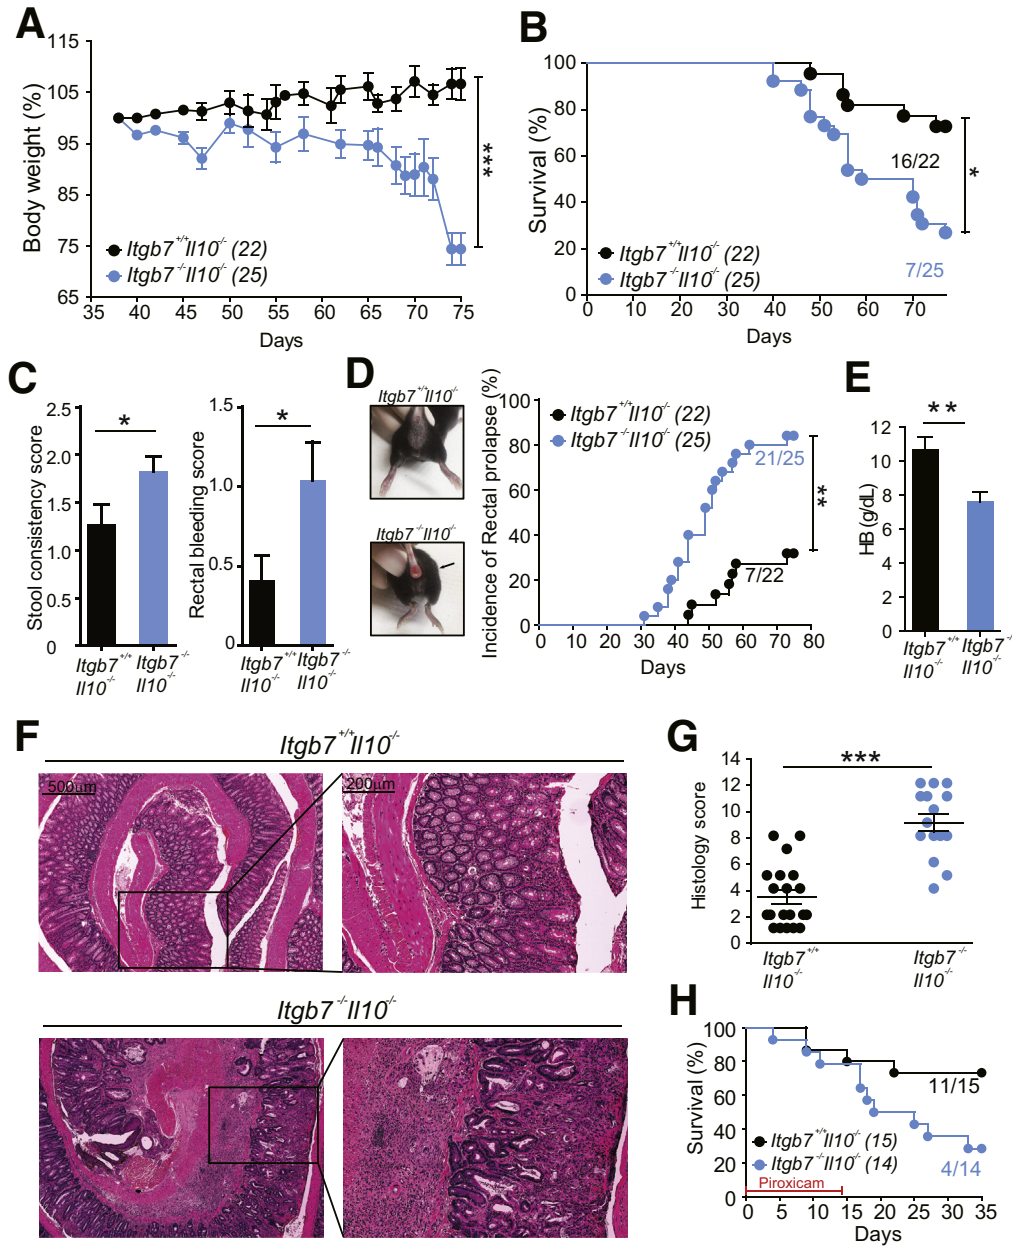 A
Body weight (%)
115
105
95
85
75
65
35 40 45 50 55 60 65 70 75
Days
Itgb7+/+Il10-/- (22)
Itgb7-/-Il10-/- (25)
***
B
Survival (%)
100
80
60
40
20
0
0 10 20 30 40 50 60 70
Days
16/22
7/25
Itgb7+/+Il10-/- (22)
Itgb7-/-Il10-/- (25)
*
C
Stool consistency score
2.5
2.0
1.5
1.0
0.5
0
*
Itgb7+/+ Itgb7-/-
Il10-/- Il10-/-
Rectal bleeding score
1.5
1.0
0.5
0
*
Itgb7+/+ Itgb7-/-
Il10-/- Il10-/-
D
Itgb7+/+Il10-/-
Itgb7-/-Il10-/-
Incidence of Rectal prolapse (%)
100
80
60
40
20
0
0 10 20 30 40 50 60 70 80
Days
Itgb7+/+Il10-/- (22)
Itgb7-/-Il10-/- (25)
21/25
7/22
**
E
HB (g/dL)
12
10
8
6
4
2
0
**
Itgb7+/+ Itgb7-/-
Il10-/- Il10-/-
F
Itgb7+/+Il10-/-
500µm
200µm
Itgb7-/-Il10-/-
G
Histology score
14
12
10
8
6
4
2
0
***
Itgb7+/+ Itgb7-/-
Il10-/- Il10-/-
H
Survival (%)
100
80
60
40
20
0
11/15
Itgb7+/+Il10-/- (15)
Itgb7-/-Il10-/- (14)
4/14
Piroxicam
0 5 10 15 20 25 30 35
Days